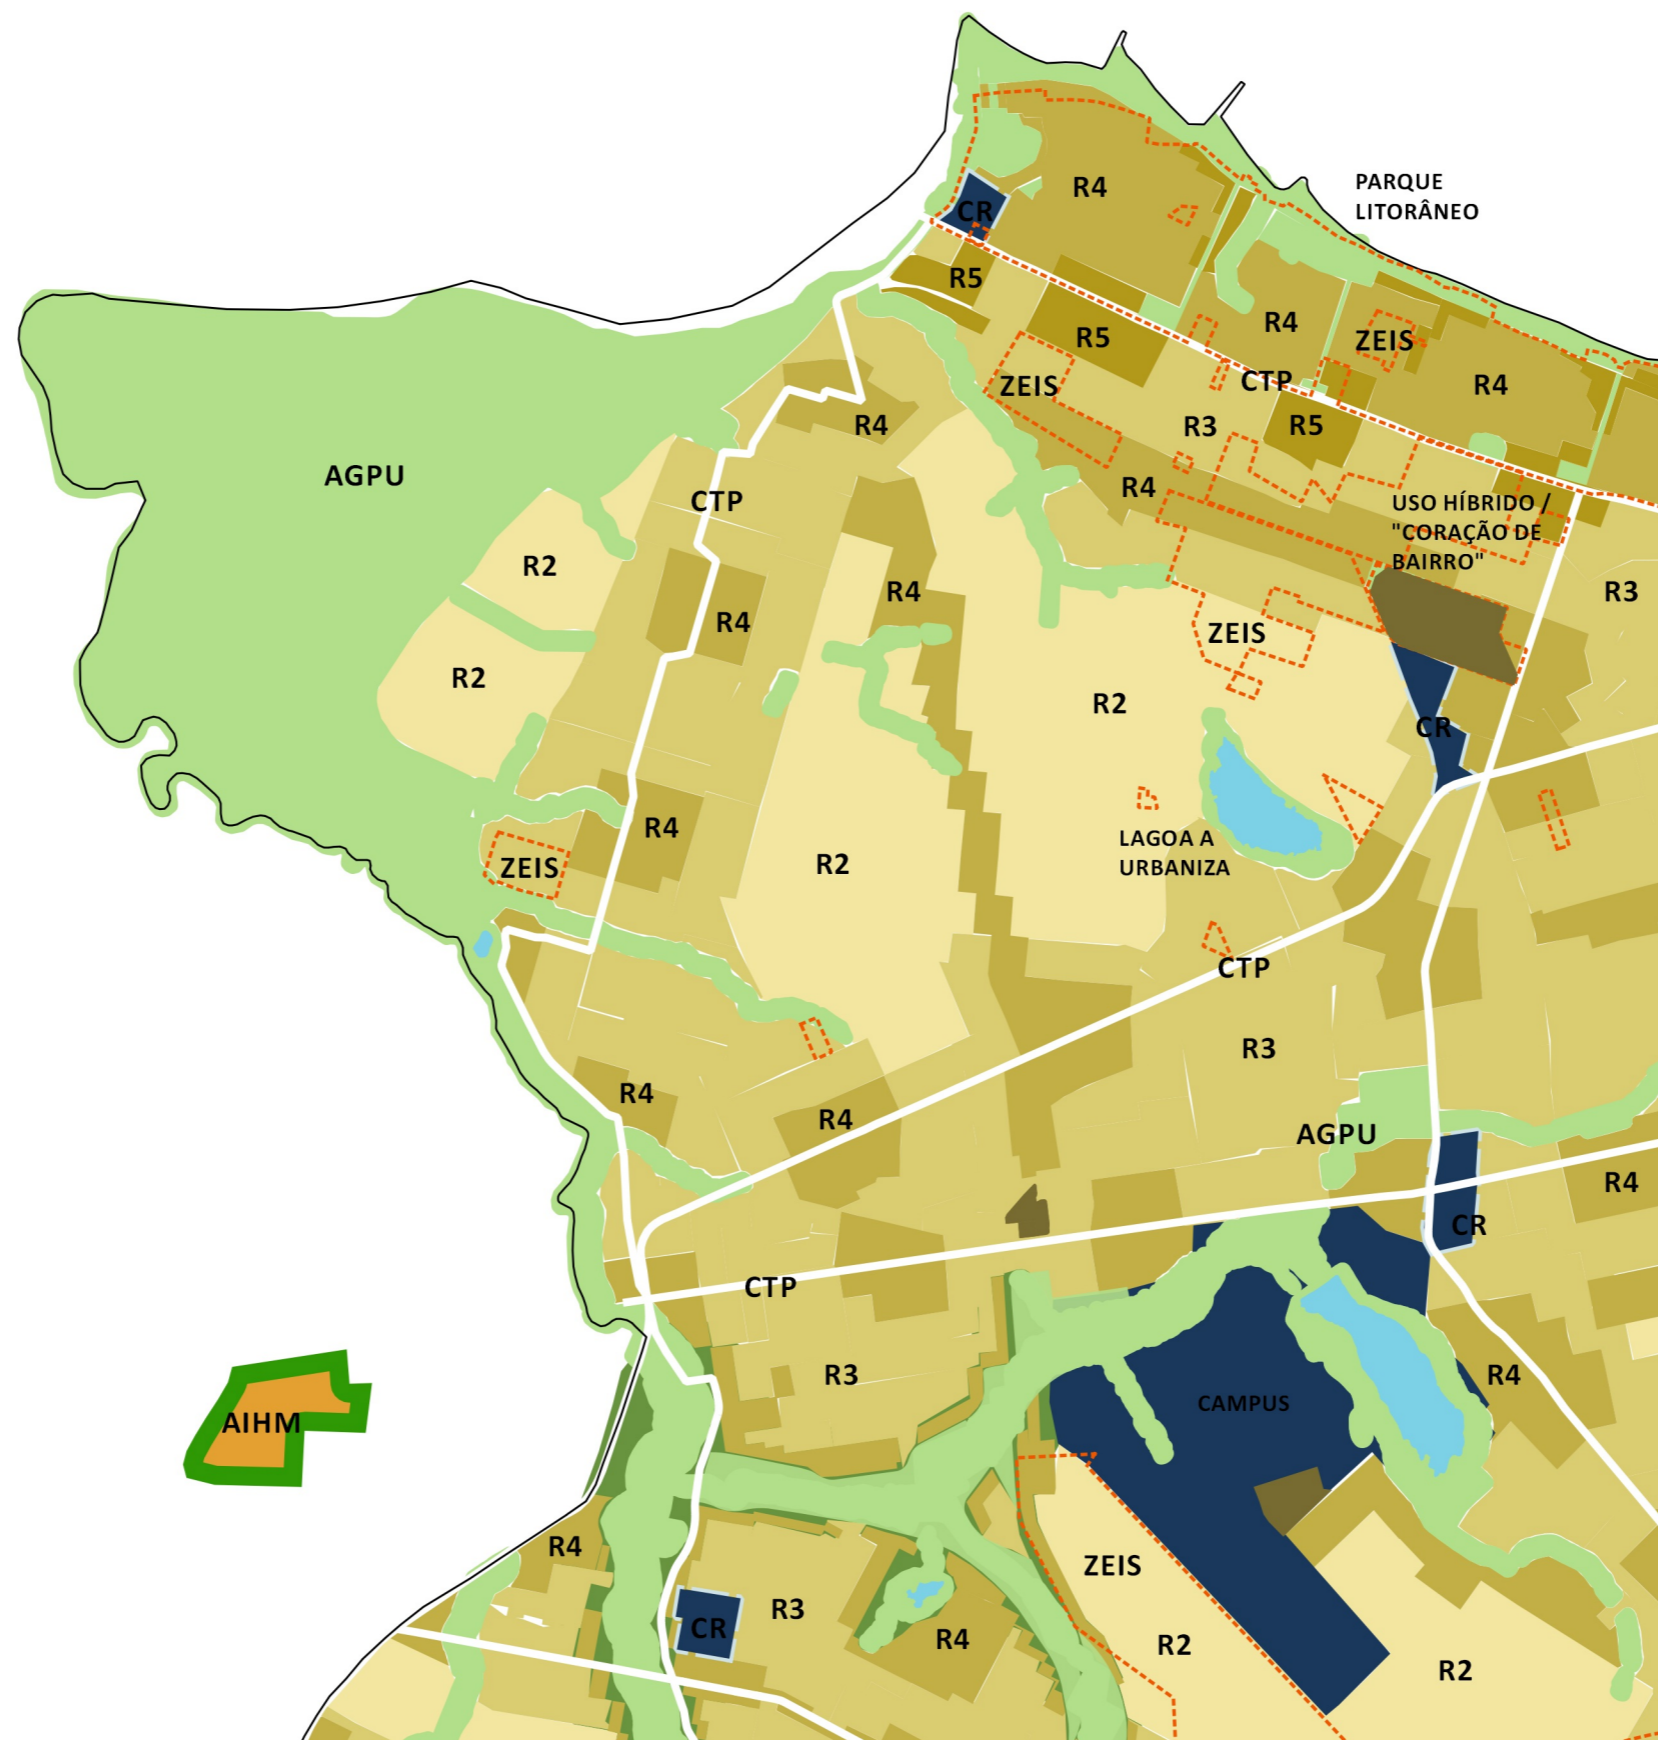 R4
PARQUE
LITORÂNEO
CR
R5
R5
R4
ZEIS
ZEIS
CTP
R4
R3
R5
R4
AGPU
CTP
R4
USO HÍBRIDO /
"CORAÇÃO DE
BAIRRO"
R2
R4
R3
R4
ZEIS
R2
R2
CR
R4
LAGOA A
URBANIZA
ZEIS
R2
CTP
R3
R4
R4
AGPU
R4
CR
CTP
R3
R4
CAMPUS
AIHM
R4
ZEIS
R3
CR
R4
R2
R2